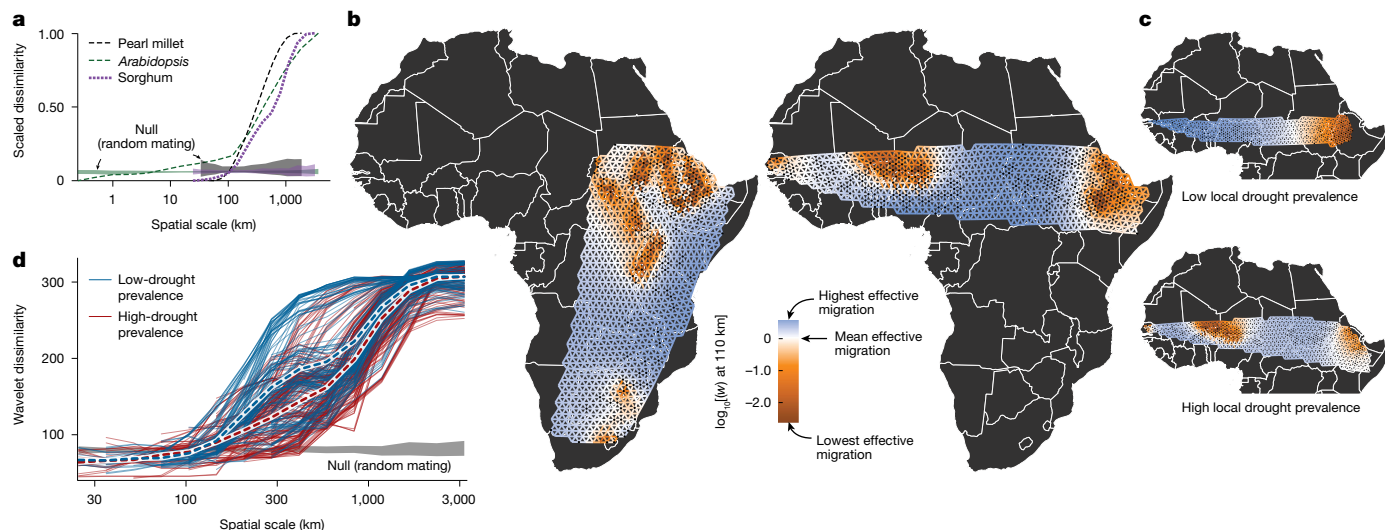 a
1.00
0.50
0
Scaled dissimilarity
Pearl millet
Arabidopsis
Sorghum
Null
(random mating)
1
10
100
1,000
Spatial scale (km)
b
Highest effective
migration
0
Mean effective
migration
–1.0
–2.0
log10(w) at 110 km)
Lowest effective
migration
c
Low local drought prevalence
High local drought prevalence
d
Low-drought
prevalence
High-drought
prevalence
300
200
100
Wavelet dissimilarity
Null (random mating)
30
100
300
1,000
3,000
Spatial scale (km)